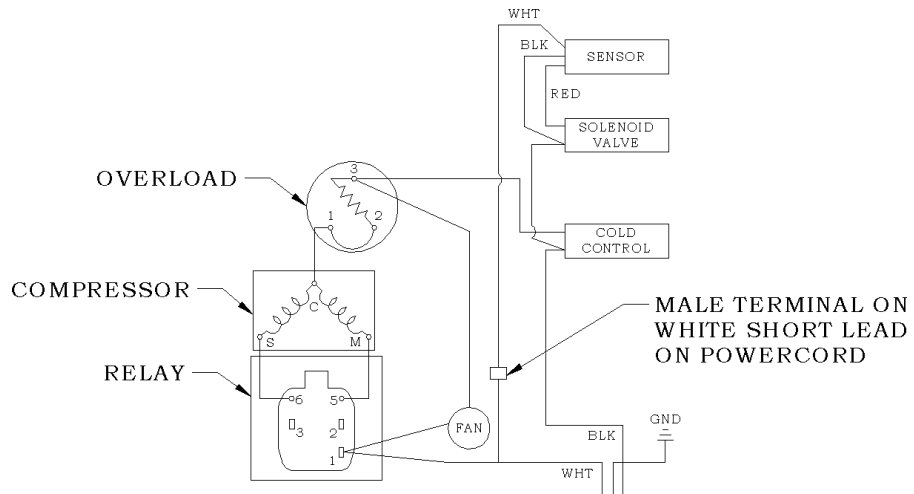 WHT
BLK
SENSOR
RED
SOLENOID
VALVE
OVERLOAD
3
1
2
COLD
CONTROL
COMPRESSOR
C
S
M
MALE TERMINAL ON
WHITE SHORT LEAD
ON POWERCORD
RELAY
6
5
3
2
1
FAN
GND
BLK
WHT